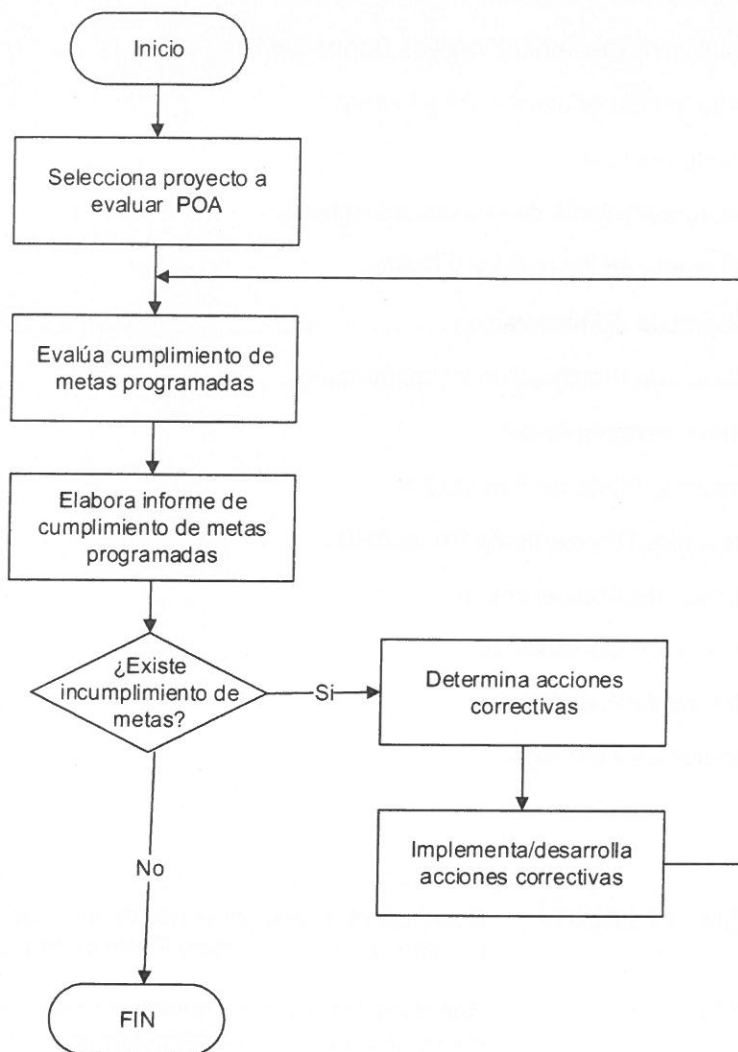 Inicio
Selecciona proyecto a
evaluar POA
Evalúa cumplimiento de
metas programadas
Elabora informe de
cumplimiento de metas
programadas
¿Existe
incumplimiento de
metas?
Si
Determina acciones
correctivas
Implementa/desarrolla
acciones correctivas
No
FIN